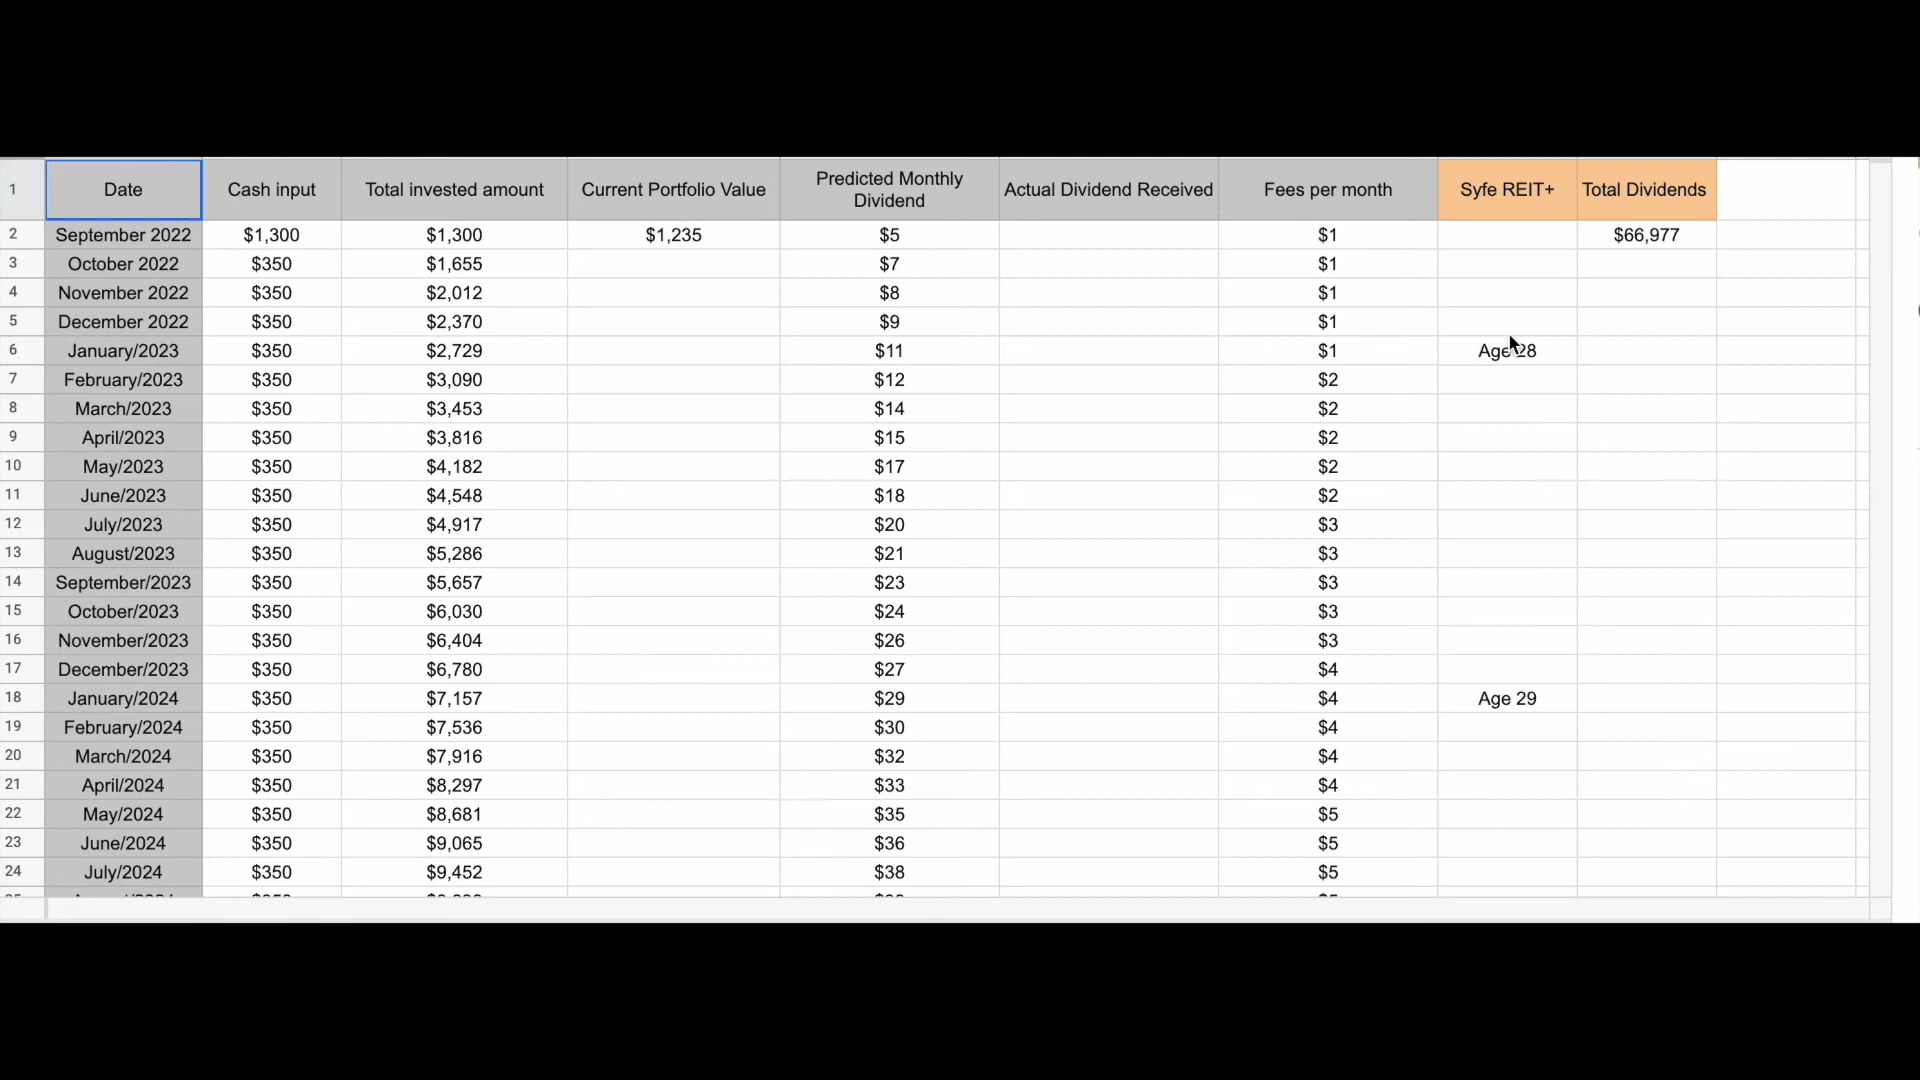 1 Date Cash input Total invested amount Current Portfolio Value Predicted Monthly Dividend Actual Dividend Received Fees per month Syfe REIT+ Total Dividends
2 September 2022 $1,300 $1,300 $1,235 $5 $1 $66,977
3 October 2022 $350 $1,655 $7 $1
4 November 2022 $350 $2,012 $8 $1
5 December 2022 $350 $2,370 $9 $1
6 January/2023 $350 $2,729 $11 $1 Age 28
7 February/2023 $350 $3,090 $12 $2
8 March/2023 $350 $3,453 $14 $2
9 April/2023 $350 $3,816 $15 $2
10 May/2023 $350 $4,182 $17 $2
11 June/2023 $350 $4,548 $18 $2
12 July/2023 $350 $4,917 $20 $3
13 August/2023 $350 $5,286 $21 $3
14 September/2023 $350 $5,657 $23 $3
15 October/2023 $350 $6,030 $24 $3
16 November/2023 $350 $6,404 $26 $3
17 December/2023 $350 $6,780 $27 $4
18 January/2024 $350 $7,157 $29 $4 Age 29
19 February/2024 $350 $7,536 $30 $4
20 March/2024 $350 $7,916 $32 $4
21 April/2024 $350 $8,297 $33 $4
22 May/2024 $350 $8,681 $35 $5
23 June/2024 $350 $9,065 $36 $5
24 July/2024 $350 $9,452 $38 $5